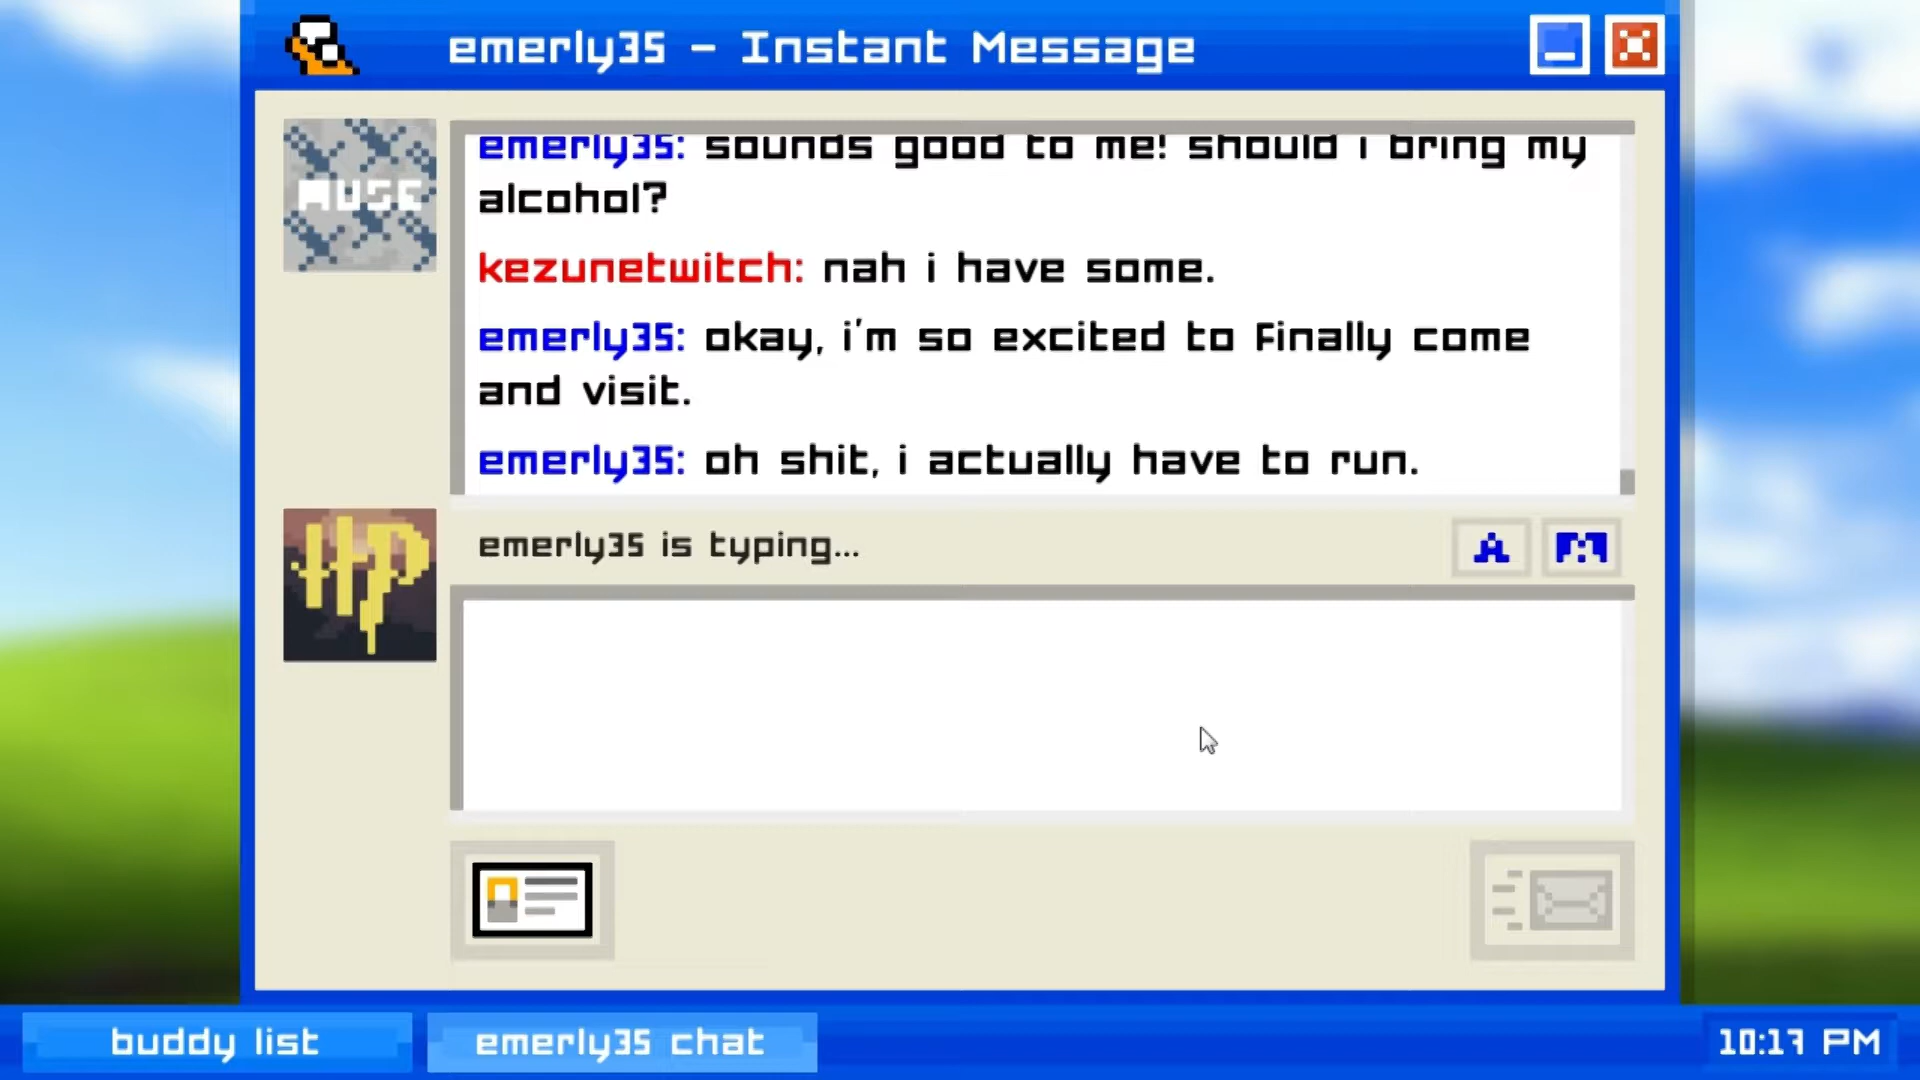 emerly35 - Instant Message
MUSE
emerly35: sounds good to me! should i bring my
alcohol?
kezunetwitch: nah i have some.
emerly35: okay, i'm so excited to finally come
and visit.
emerly35: oh shit, i actually have to run.
HP
emerly35 is typing...
A
buddy list
emerly35 chat
10:17 PM